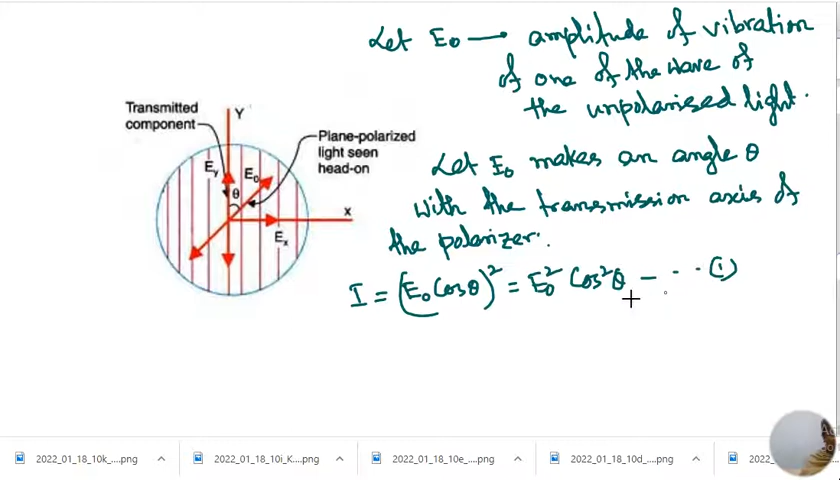 Let E₀ — amplitude of vibration
of one of the wave of
the unpolarised light.
Transmitted
component
Y
Plane-polarized
light seen
head-on
Ey
E₀
θ
x
Ex
Let E₀ makes an angle θ
with the transmission axis of
the polarizer.
I = (E₀ Cosθ)² = E₀² Cos²θ - - - - ①
2022_01_18_10k_....png
2022_01_18_10i_K....png
2022_01_18_10e_....png
2022_01_18_10d_....png
2022_01_18_